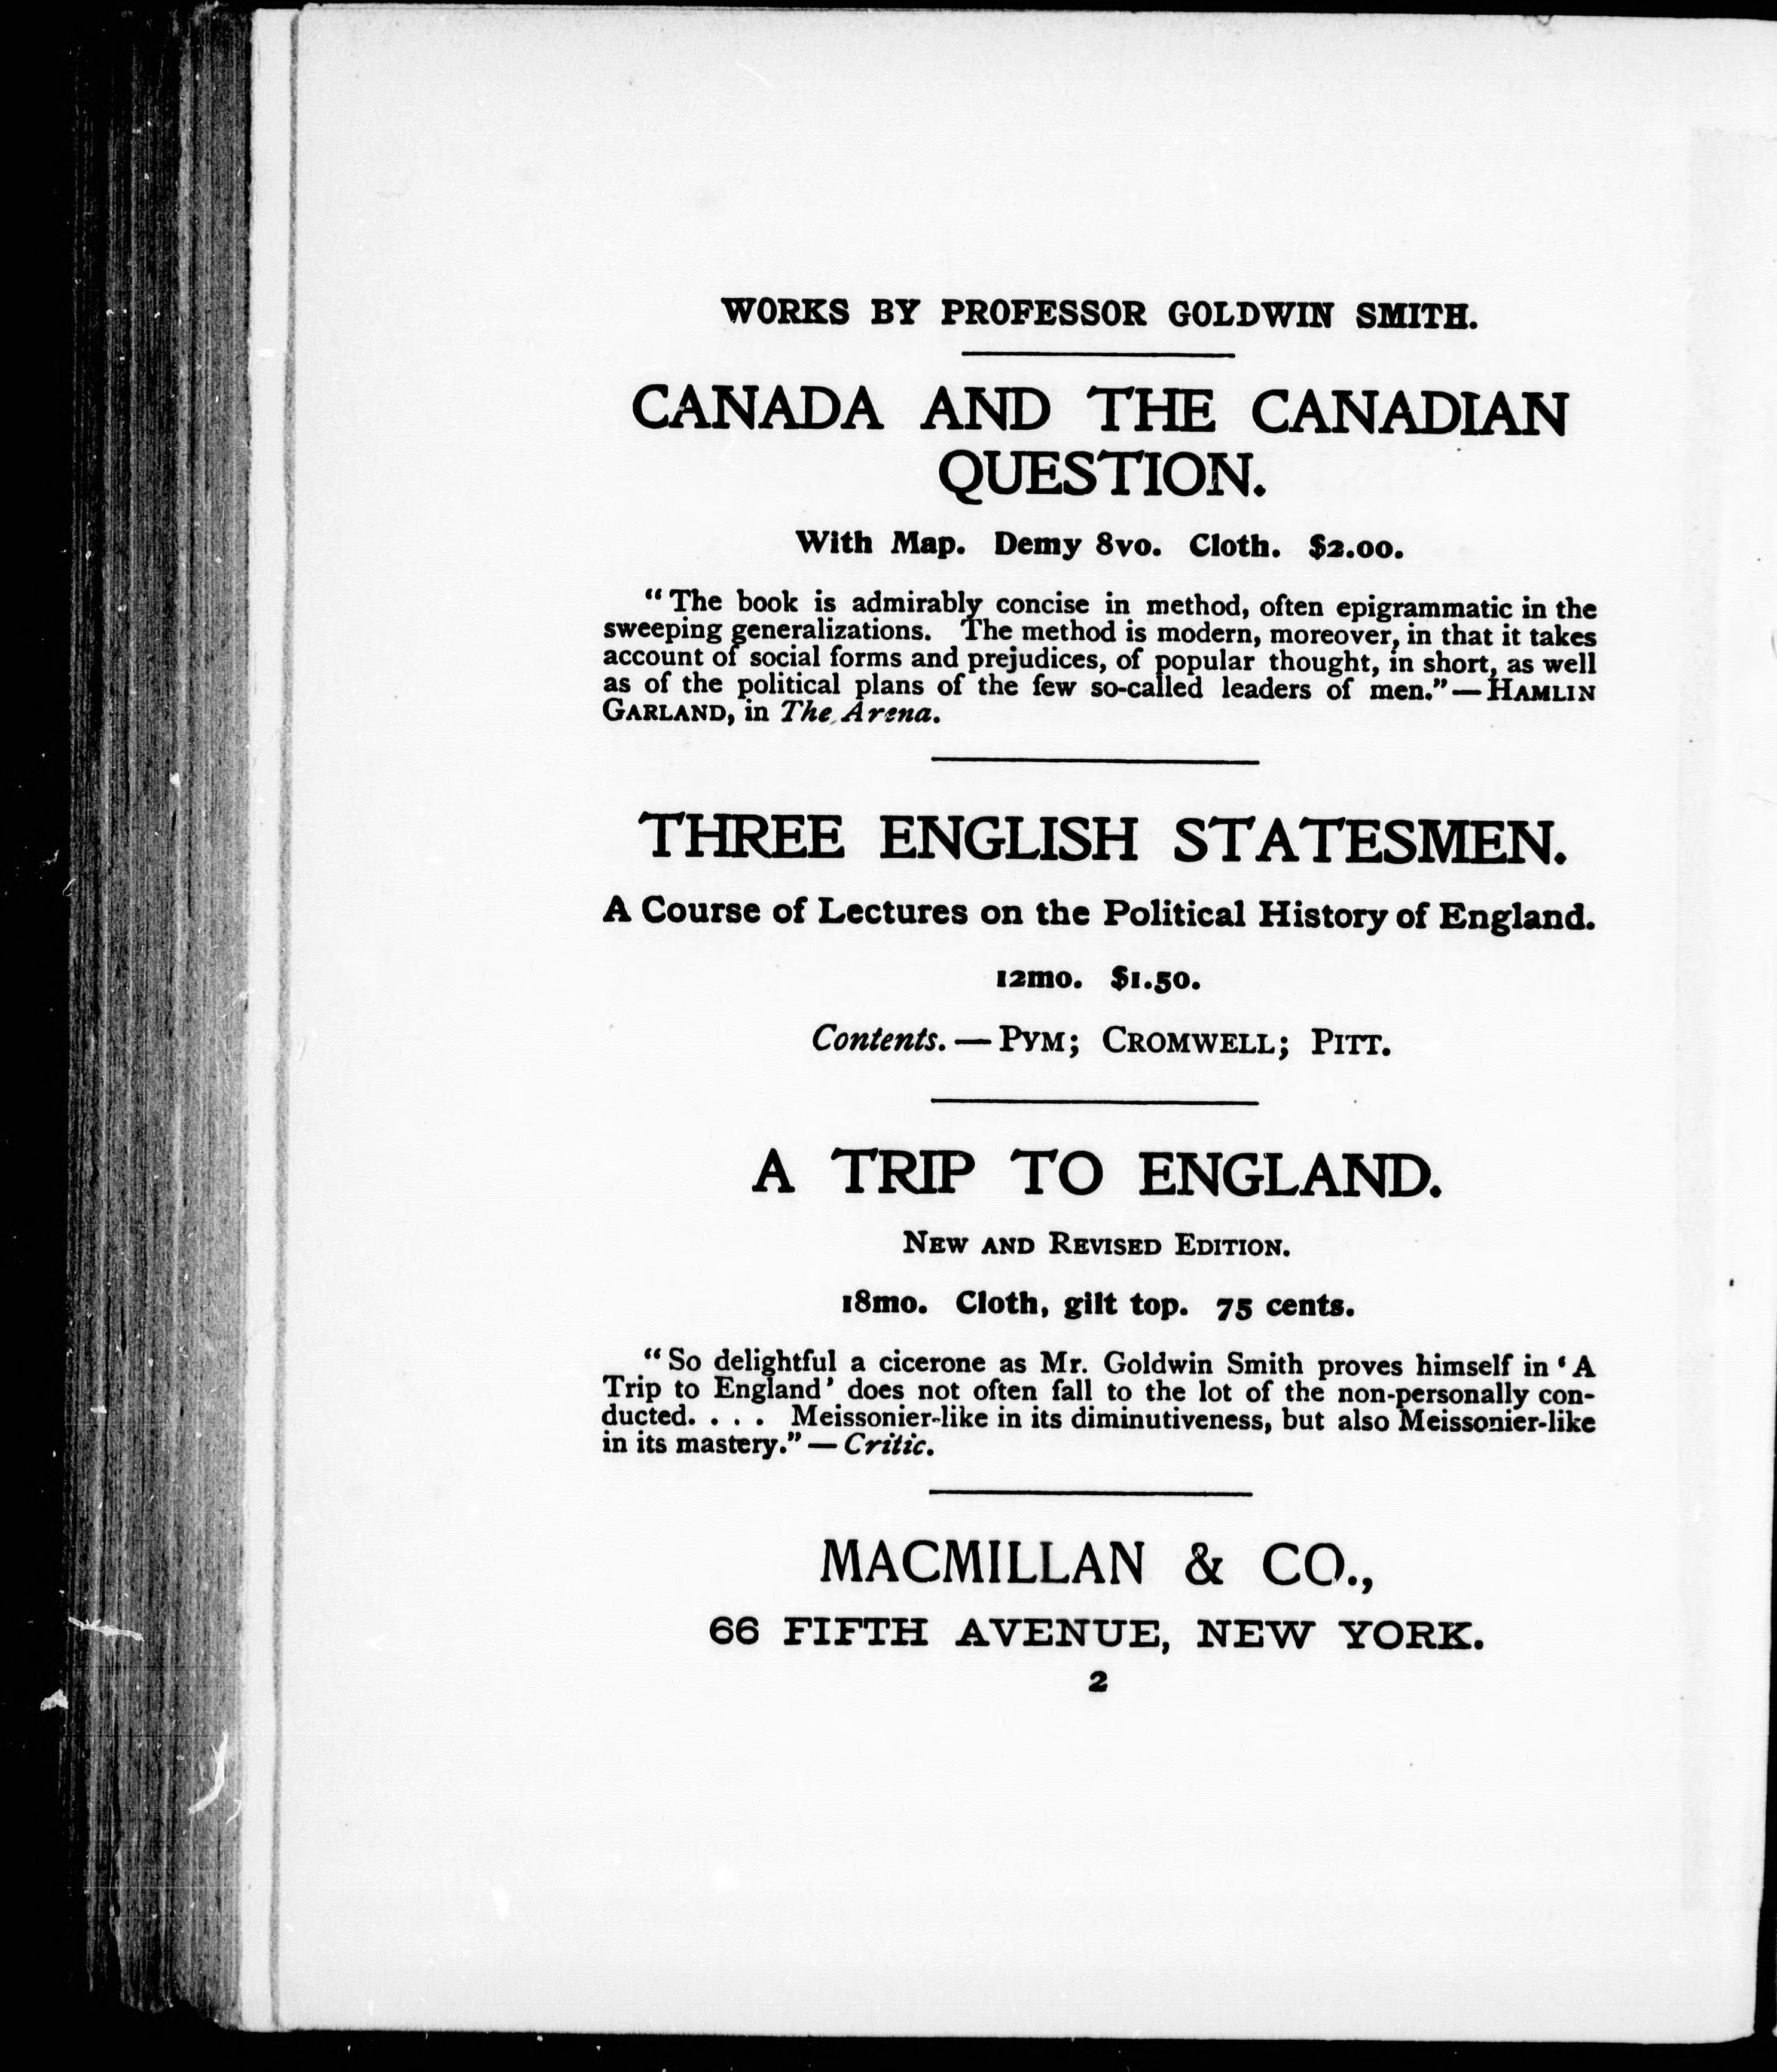 WORKS BY PROFESSOR GOLDWIN SMITH.
CANADA AND THE CANADIAN
QUESTION.
With Map. Demy 8vo. Cloth. $2.00.
“The book is admirably concise in method, often epigrammatic in the
sweeping generalizations. The method is modern, moreover, in that it takes
account of social forms and prejudices, of popular thought, in short, as well
as of the political plans of the few so-called leaders of men.”—HAMLIN
GARLAND, in The Arena.
THREE ENGLISH STATESMEN.
A Course of Lectures on the Political History of England.
12mo. $1.50.
Contents.—PYM; CROMWELL; PITT.
A TRIP TO ENGLAND.
NEW AND REVISED EDITION.
18mo. Cloth, gilt top. 75 cents.
“So delightful a cicerone as Mr. Goldwin Smith proves himself in ‘A
Trip to England’ does not often fall to the lot of the non-personally con-
ducted. . . . Meissonier-like in its diminutiveness, but also Meissonier-like
in its mastery.”—Critic.
MACMILLAN & CO.,
66 FIFTH AVENUE, NEW YORK.
2